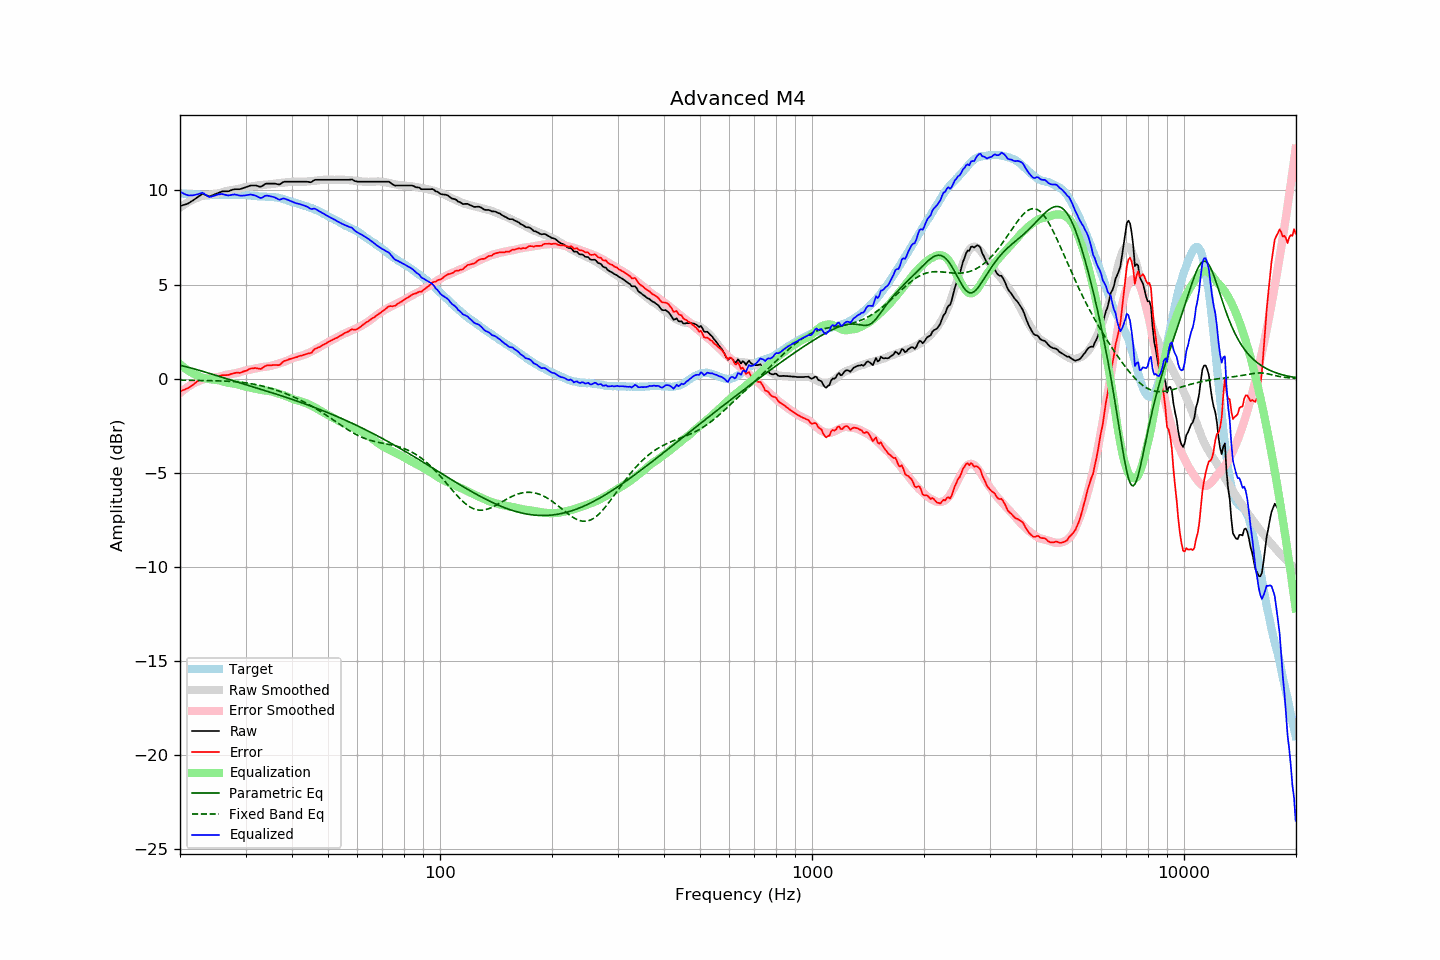 Advanced M4
Amplitude (dBr)
10
5
0
−5
−10
−15
−20
−25
Target
Raw Smoothed
Error Smoothed
Raw
Error
Equalization
Parametric Eq
Fixed Band Eq
Equalized
100
1000
10000
Frequency (Hz)